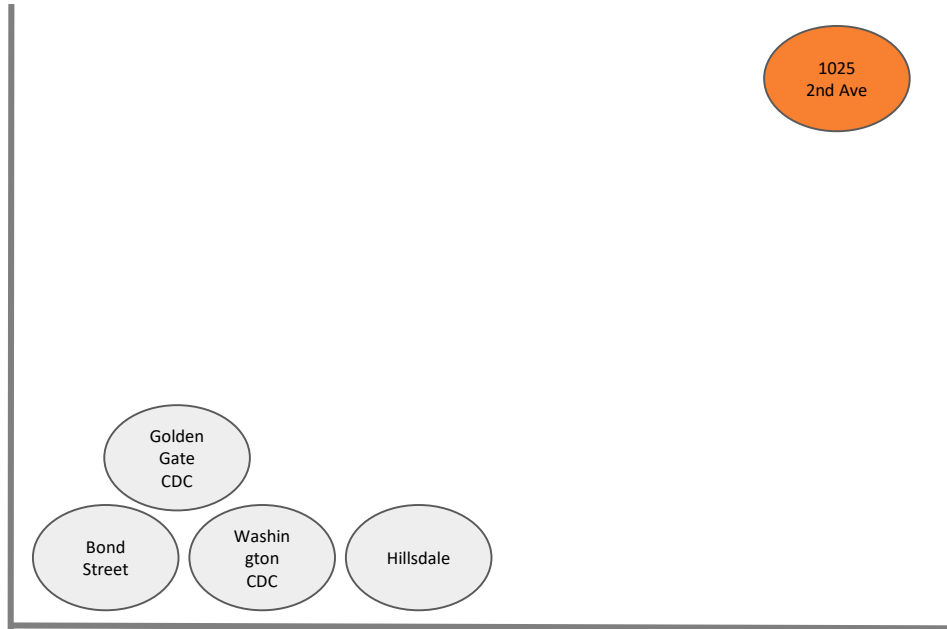 1025
2nd Ave
Golden
Gate
CDC
Bond
Street
Washin
gton
CDC
Hillsdale